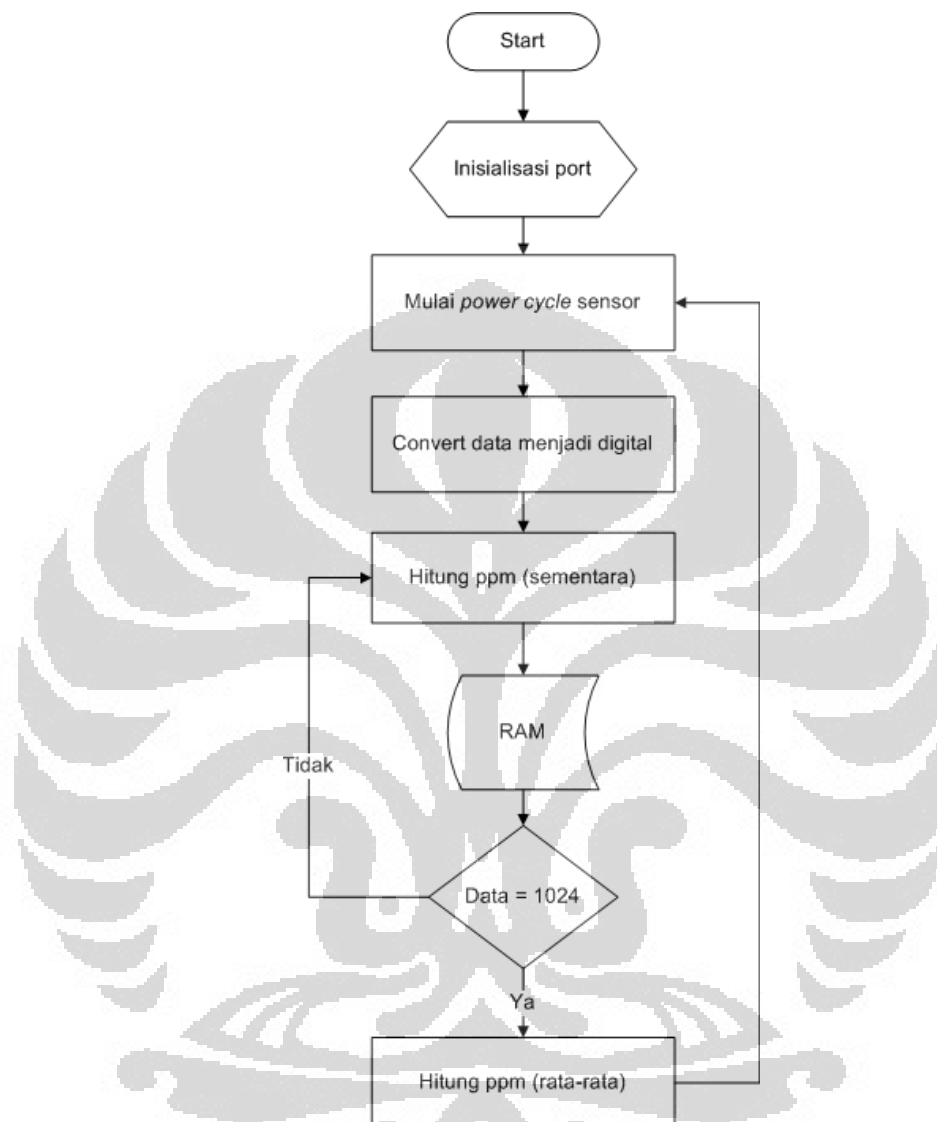 Start
Inisialisasi port
Mulai power cycle sensor
Convert data menjadi digital
Hitung ppm (sementara)
RAM
Tidak
Data = 1024
Ya
Hitung ppm (rata-rata)